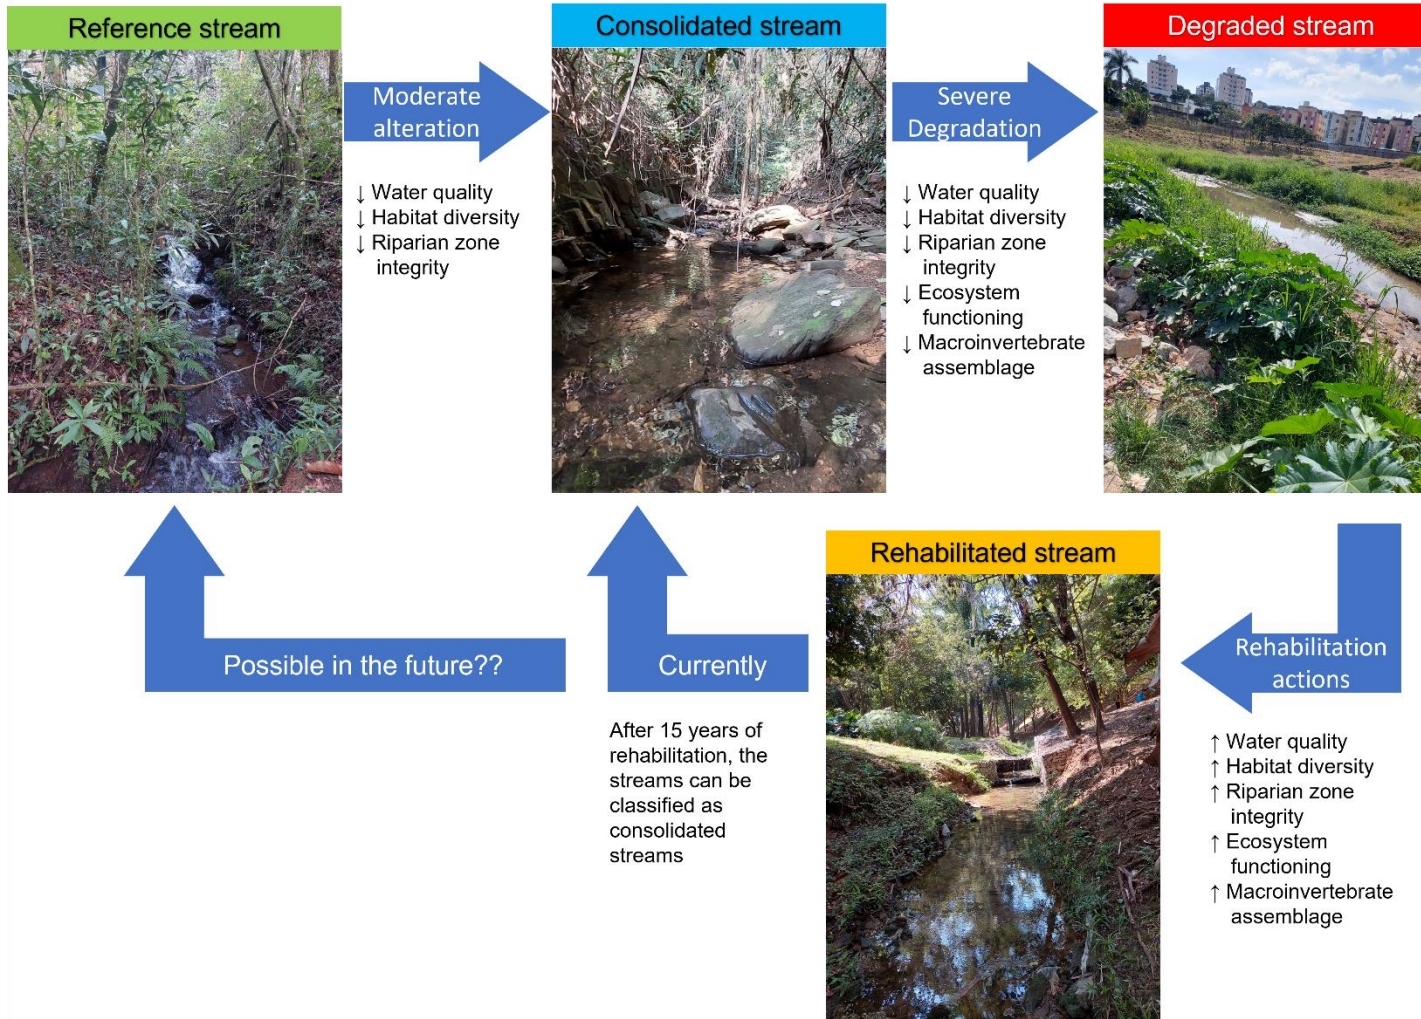 Reference stream
Consolidated stream
Degraded stream
Moderate
alteration
↓ Water quality
↓ Habitat diversity
↓ Riparian zone
integrity
Severe
Degradation
↓ Water quality
↓ Habitat diversity
↓ Riparian zone
integrity
↓ Ecosystem
functioning
↓ Macroinvertebrate
assemblage
Rehabilitated stream
Rehabilitation
actions
↑ Water quality
↑ Habitat diversity
↑ Riparian zone
integrity
↑ Ecosystem
functioning
↑ Macroinvertebrate
assemblage
Currently
After 15 years of
rehabilitation, the
streams can be
classified as
consolidated
streams
Possible in the future??